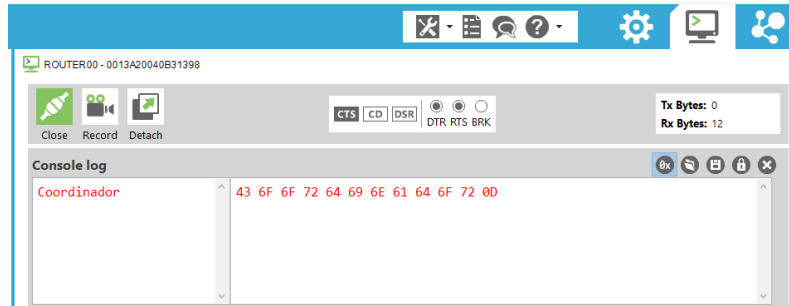 ROUTER00 - 0013A20040B31398
Close Record Detach
CTS CD DSR DTR RTS BRK
Tx Bytes: 0
Rx Bytes: 12
Console log
Coordinador
43 6F 6F 72 64 69 6E 61 64 6F 72 0D